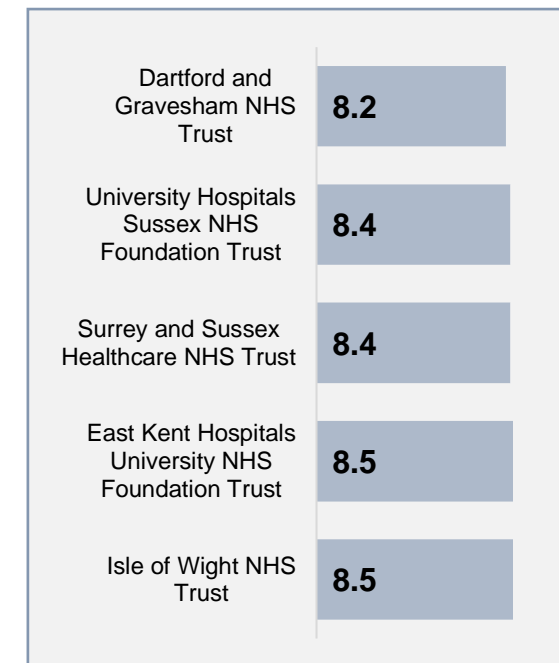 Dartford and
Gravesham NHS
Trust
8.2
University Hospitals
Sussex NHS
Foundation Trust
8.4
Surrey and Sussex
Healthcare NHS Trust
8.4
East Kent Hospitals
University NHS
Foundation Trust
8.5
Isle of Wight NHS
Trust
8.5